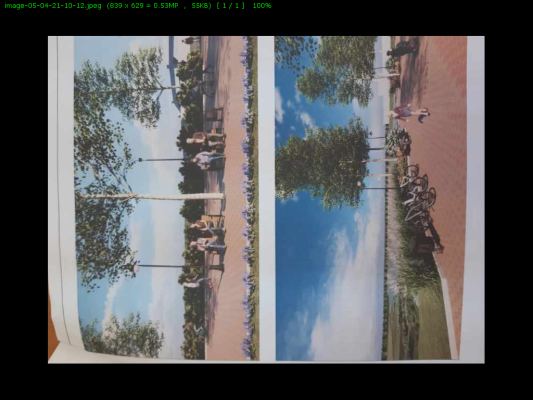 image-05-04-21-10-12.jpeg (839 x 629 = 0.53MP , 55kB) [ 1 / 1 ] 100%